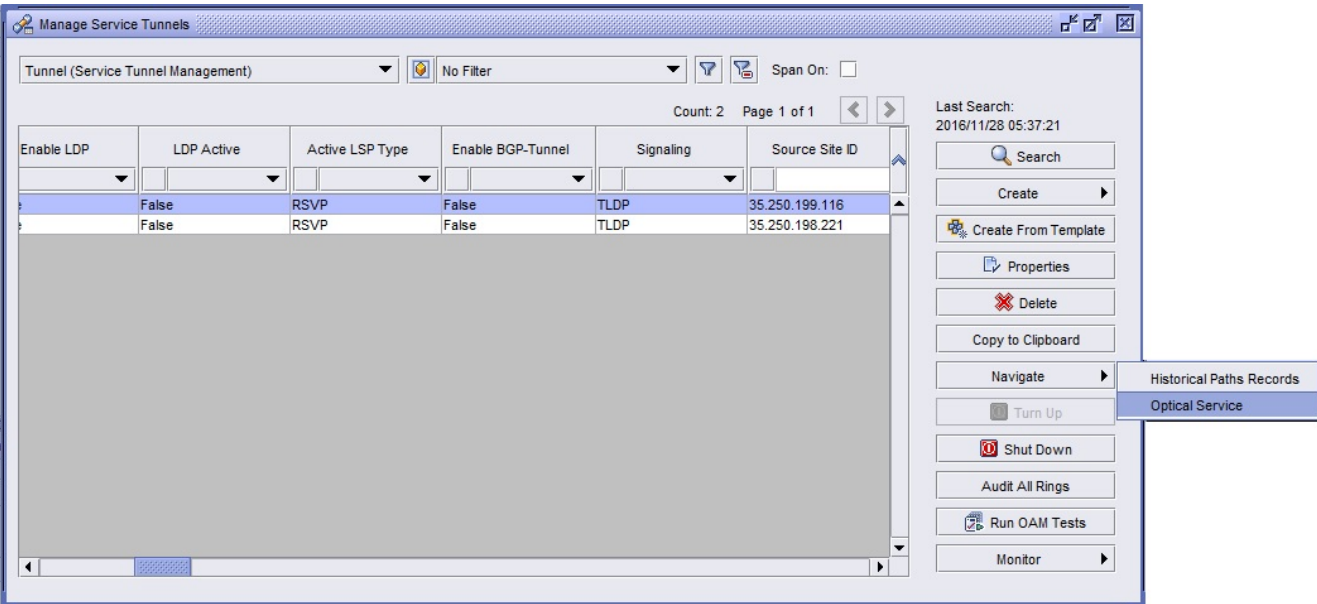 Manage Service Tunnels
Tunnel (Service Tunnel Management)
No Filter
Span On:
Count: 2 Page 1 of 1
Last Search:
2016/11/28 05:37:21
Enable LDP LDP Active Active LSP Type Enable BGP-Tunnel Signaling Source Site ID
False RSVP False TLDP 35.250.199.116
False RSVP False TLDP 35.250.198.221
Search
Create
Create From Template
Properties
Delete
Copy to Clipboard
Navigate
Historical Paths Records
Optical Service
Turn Up
Shut Down
Audit All Rings
Run OAM Tests
Monitor